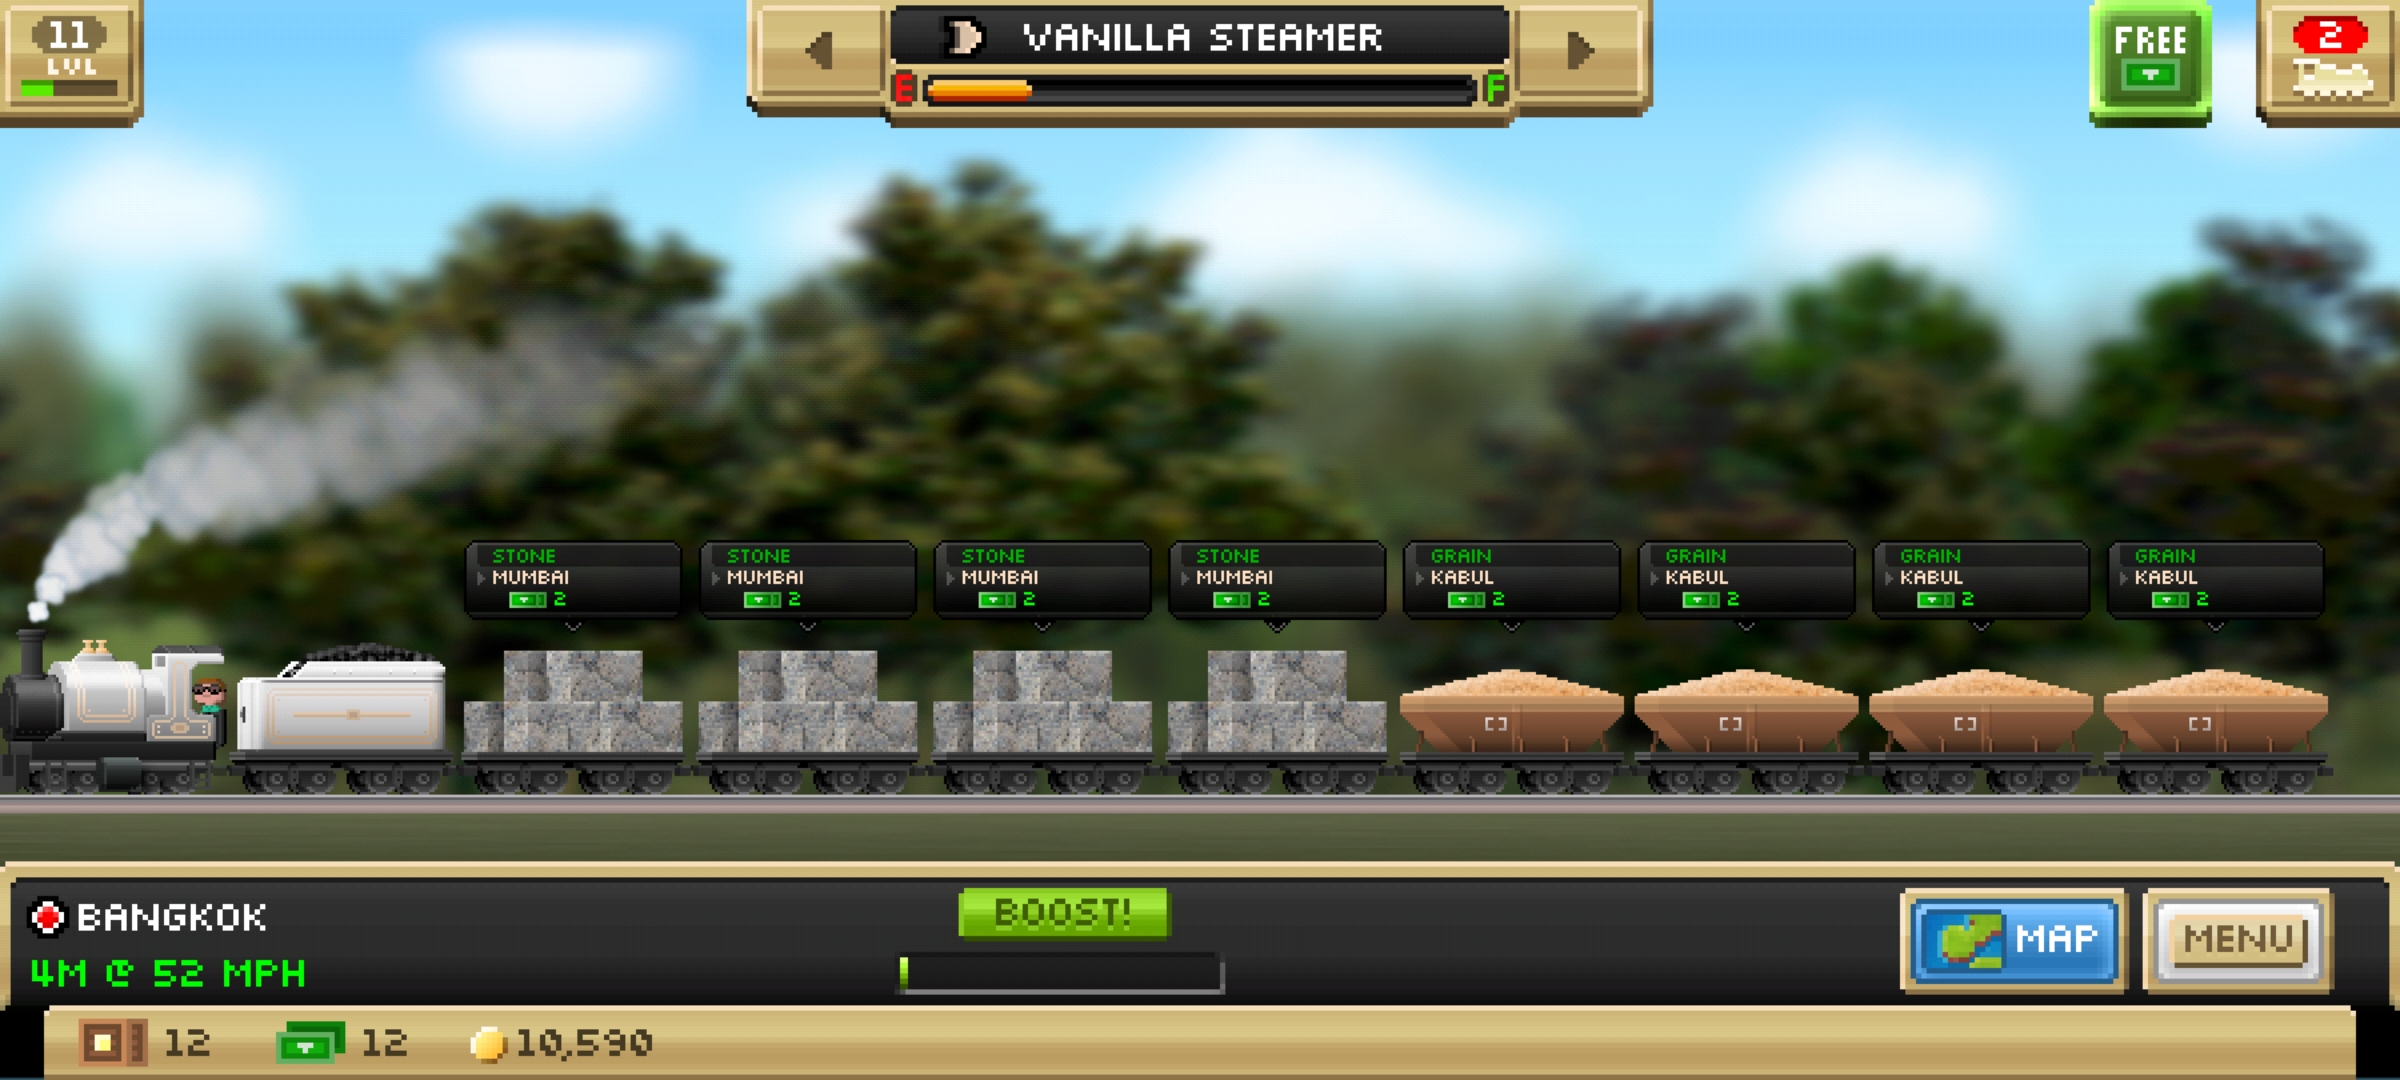 11
LVL
VANILLA STEAMER
E
F
FREE
2
STONE
MUMBAI
2
STONE
MUMBAI
2
STONE
MUMBAI
2
STONE
MUMBAI
2
GRAIN
KABUL
2
GRAIN
KABUL
2
GRAIN
KABUL
2
GRAIN
KABUL
2
BANGKOK
4M @ 52 MPH
BOOST!
MAP
MENU
12
12
10,590